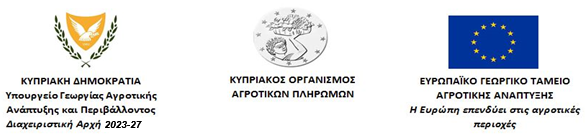 ΚΥΠΡΙΑΚΗ ΔΗΜΟΚΡΑΤΙΑ
Υπουργείο Γεωργίας Αγροτικής
Ανάπτυξης και Περιβάλλοντος
Διαχειριστική Αρχή 2023-27
ΚΥΠΡΙΑΚΟΣ ΟΡΓΑΝΙΣΜΟΣ
ΑΓΡΟΤΙΚΩΝ ΠΛΗΡΩΜΩΝ
ΕΥΡΩΠΑΪΚΟ ΓΕΩΡΓΙΚΟ ΤΑΜΕΙΟ
ΑΓΡΟΤΙΚΗΣ ΑΝΑΠΤΥΞΗΣ
Η Ευρώπη επενδύει στις αγροτικές
περιοχές